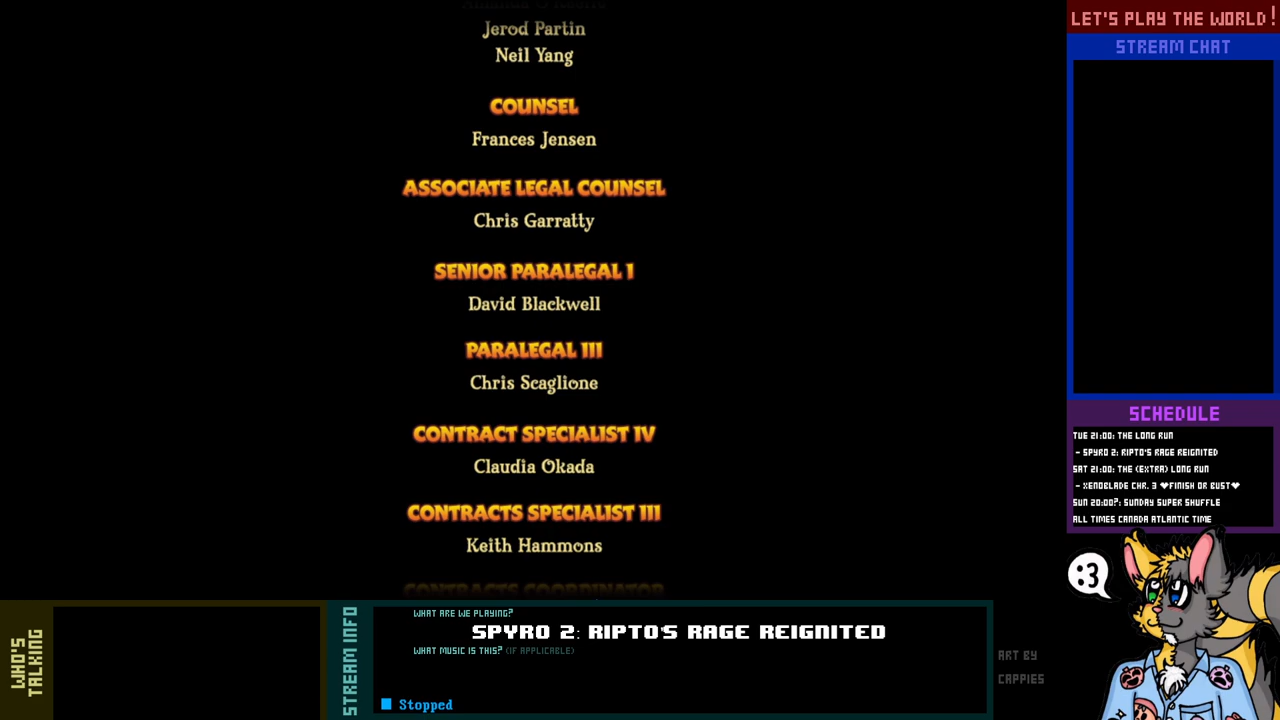 Jerod Partin
Neil Yang
COUNSEL
Frances Jensen
ASSOCIATE LEGAL COUNSEL
Chris Garratty
SENIOR PARALEGAL I
David Blackwell
PARALEGAL III
Chris Scaglione
CONTRACT SPECIALIST IV
Claudia Okada
CONTRACTS SPECIALIST III
Keith Hammons
CONTRACTS COORDINATOR
LET'S PLAY THE WORLD!
STREAM CHAT
SCHEDULE
TUE 21:00: THE LONG RUN
- SPYRO 2: RIPTO'S RAGE REIGNITED
SAT 21:00: THE (EXTRA) LONG RUN
- XENOBLADE CHR. 3 ❤FINISH OR BUST❤
SUN 20:00?: SUNDAY SUPER SHUFFLE
ALL TIMES CANADA ATLANTIC TIME
:3
WHO'S
TALKING
STREAM INFO
WHAT ARE WE PLAYING?
SPYRO 2: RIPTO'S RAGE REIGNITED
WHAT MUSIC IS THIS? (IF APPLICABLE)
Stopped
ART BY
CAPPIES